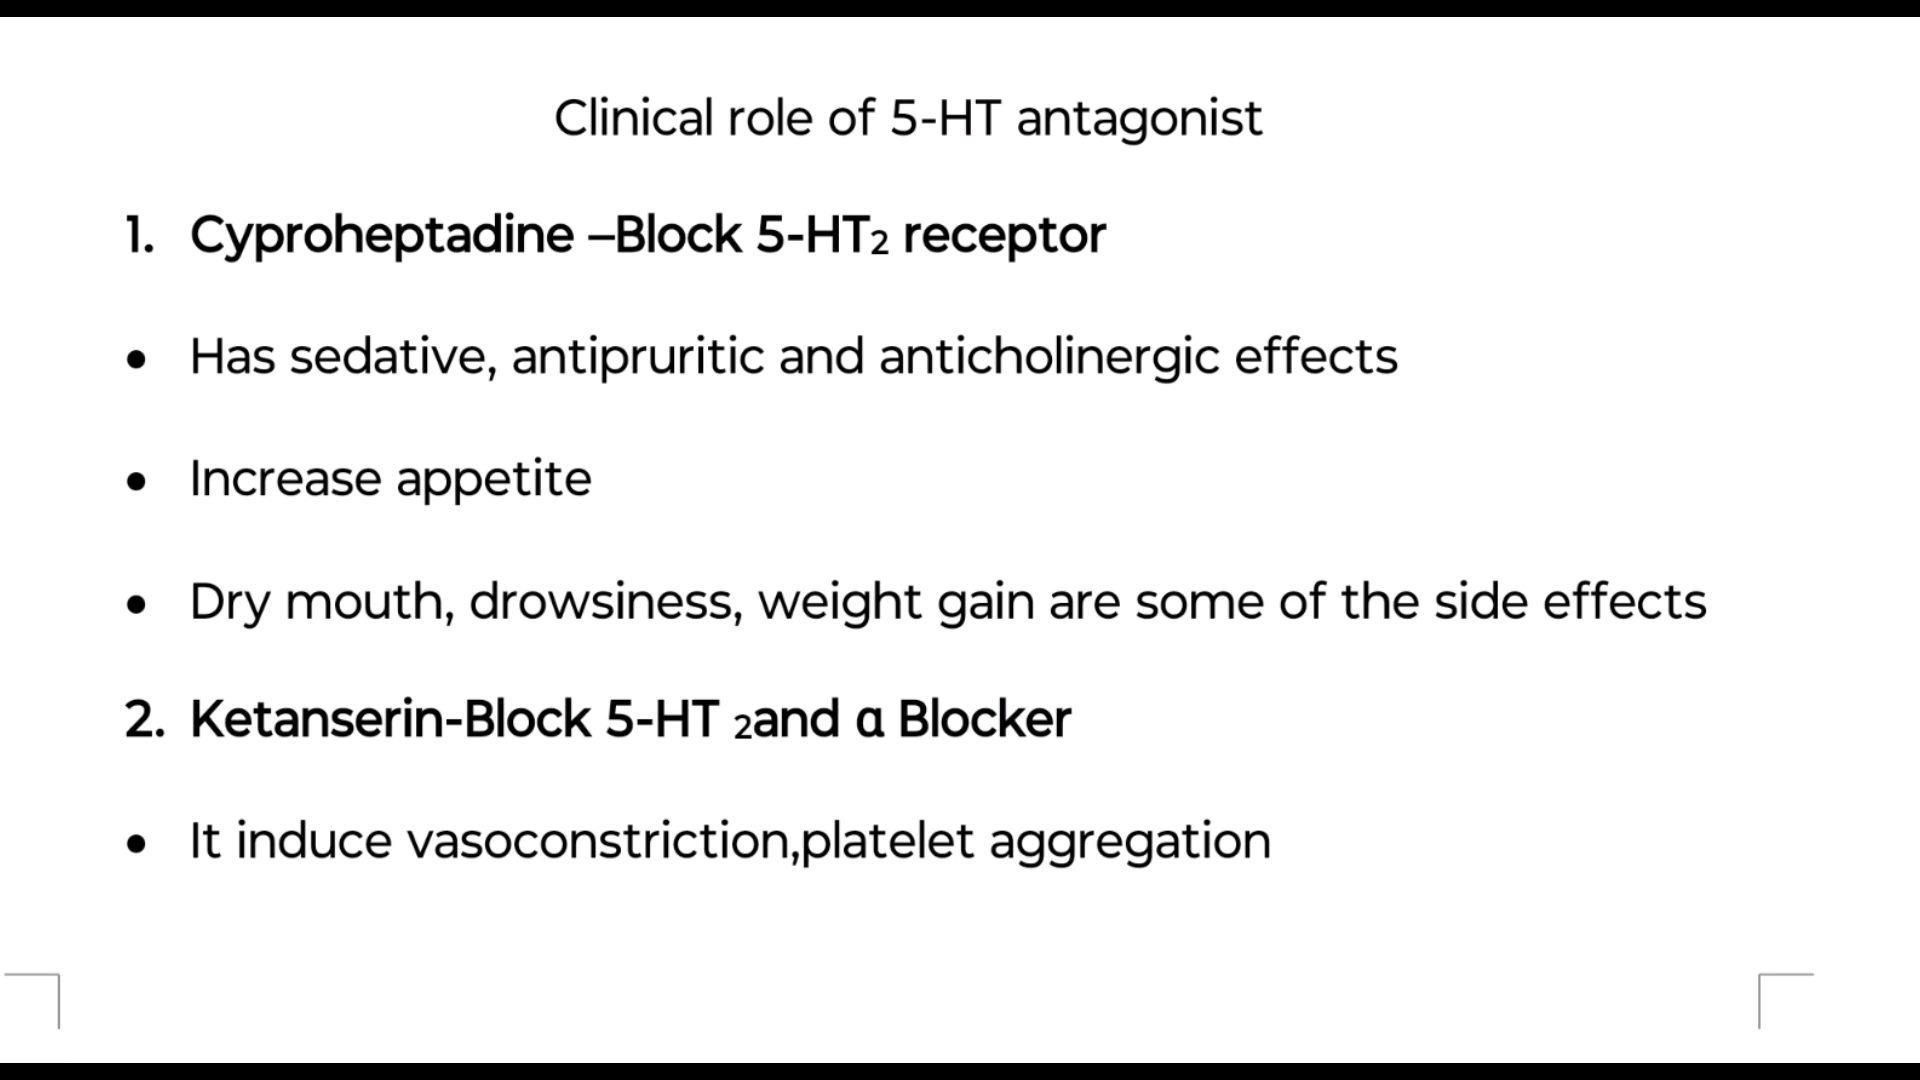 Clinical role of 5-HT antagonist
1. Cyproheptadine –Block 5-HT₂ receptor
• Has sedative, antipruritic and anticholinergic effects
• Increase appetite
• Dry mouth, drowsiness, weight gain are some of the side effects
2. Ketanserin-Block 5-HT ₂and α Blocker
• It induce vasoconstriction,platelet aggregation